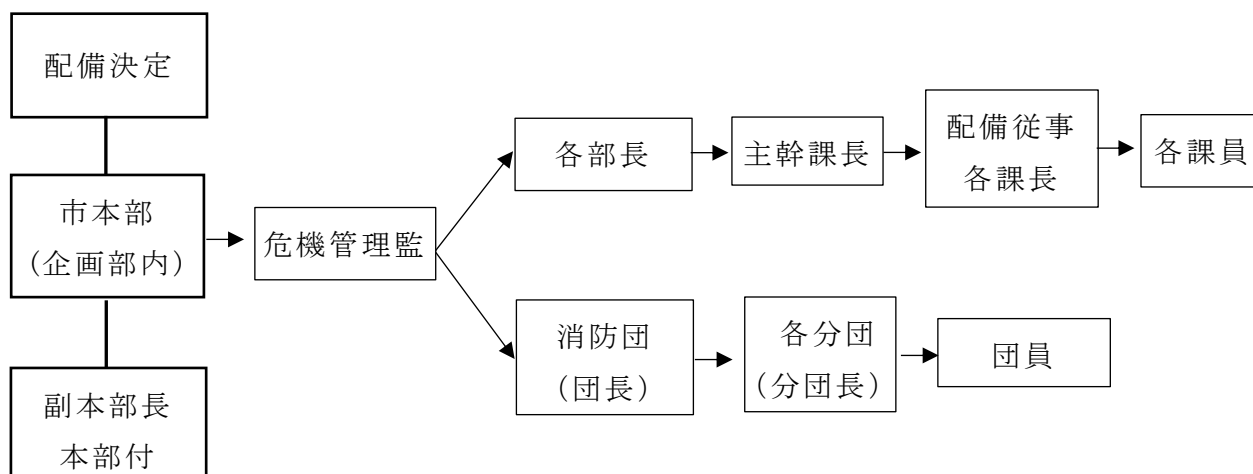 配備決定
市本部
(企画部内)
副本部長
本部付
危機管理監
各部長
主幹課長
配備従事
各課長
各課員
消防団
(団長)
各分団
(分団長)
団員